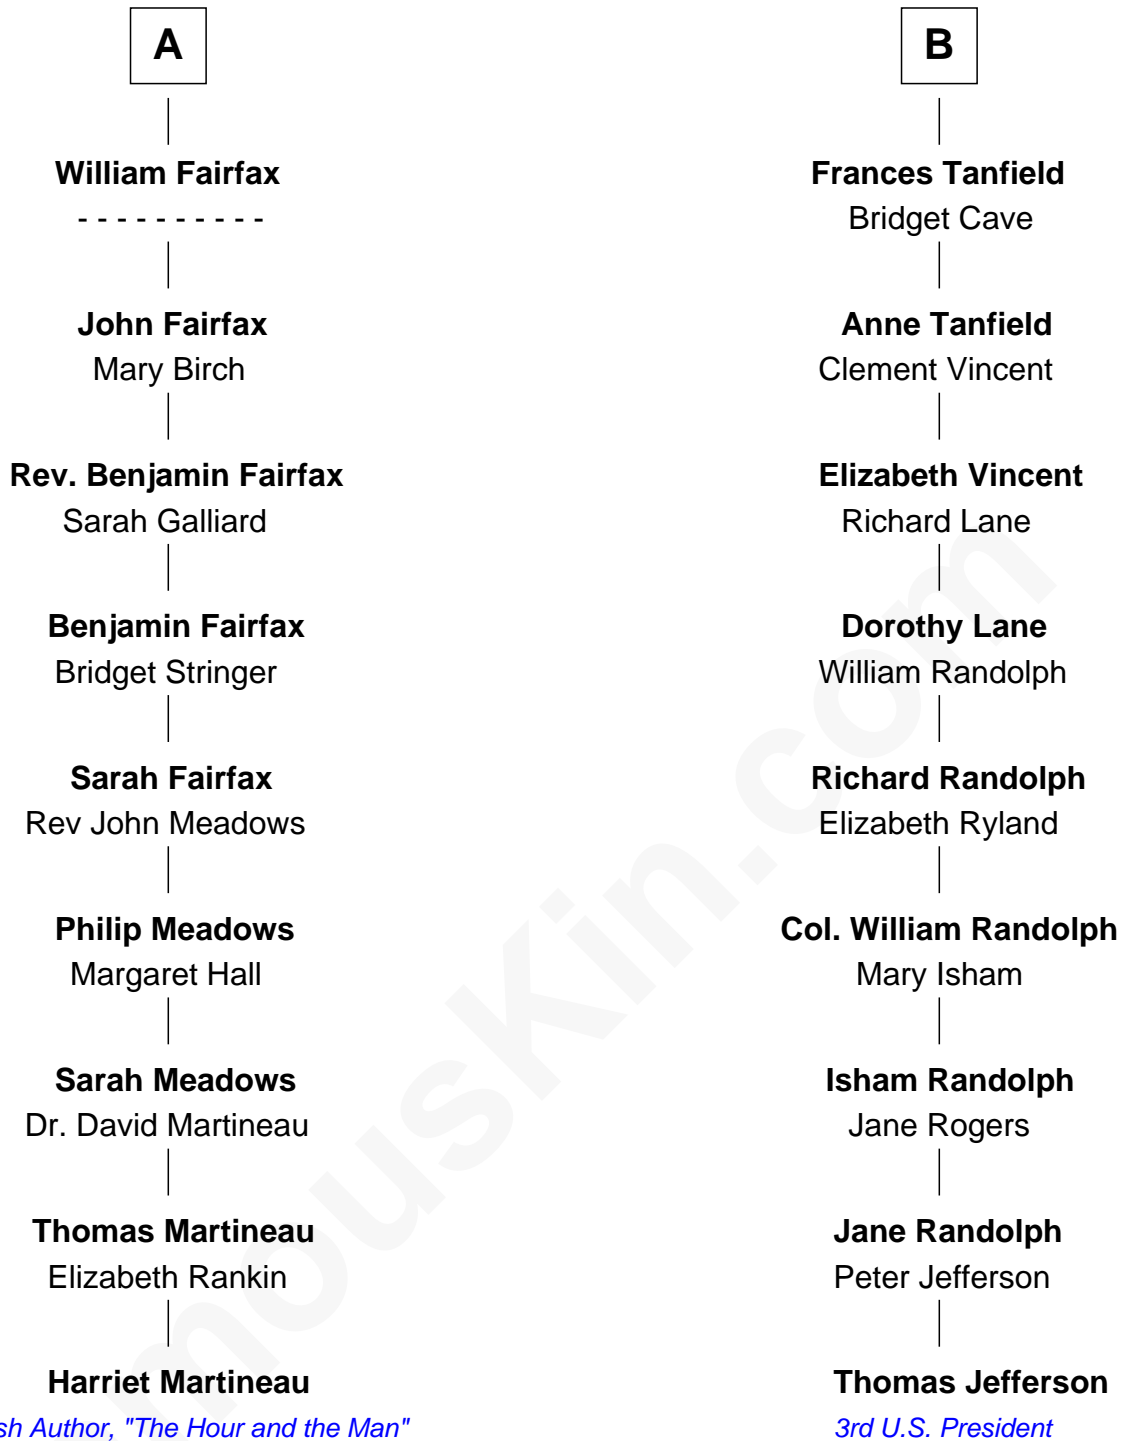 A
William Fairfax
- - - - - - - - - -
John Fairfax
Mary Birch
Rev. Benjamin Fairfax
Sarah Galliard
Benjamin Fairfax
Bridget Stringer
Sarah Fairfax
Rev John Meadows
Philip Meadows
Margaret Hall
Sarah Meadows
Dr. David Martineau
Thomas Martineau
Elizabeth Rankin
Harriet Martineau
sh Author, "The Hour and the Man"
B
Frances Tanfield
Bridget Cave
Anne Tanfield
Clement Vincent
Elizabeth Vincent
Richard Lane
Dorothy Lane
William Randolph
Richard Randolph
Elizabeth Ryland
Col. William Randolph
Mary Isham
Isham Randolph
Jane Rogers
Jane Randolph
Peter Jefferson
Thomas Jefferson
3rd U.S. President
mousKin.com